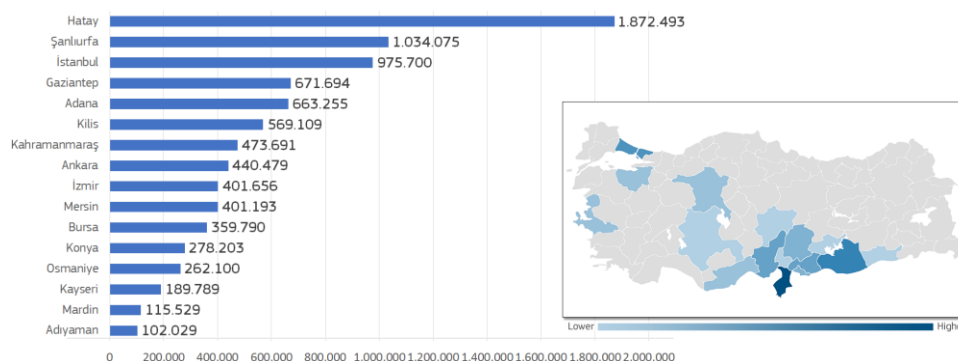 Hatay 1.872.493
Şanlıurfa 1.034.075
İstanbul 975.700
Gaziantep 671.694
Adana 663.255
Kilis 569.109
Kahramanmaraş 473.691
Ankara 440.479
İzmir 401.656
Mersin 401.193
Bursa 359.790
Konya 278.203
Osmaniye 262.100
Kayseri 189.789
Mardin 115.529
Adıyaman 102.029
0 200.000 400.000 600.000 800.000 1.000.000 1.200.000 1.400.000 1.600.000 1.800.000 2.000.000
Lower Highe